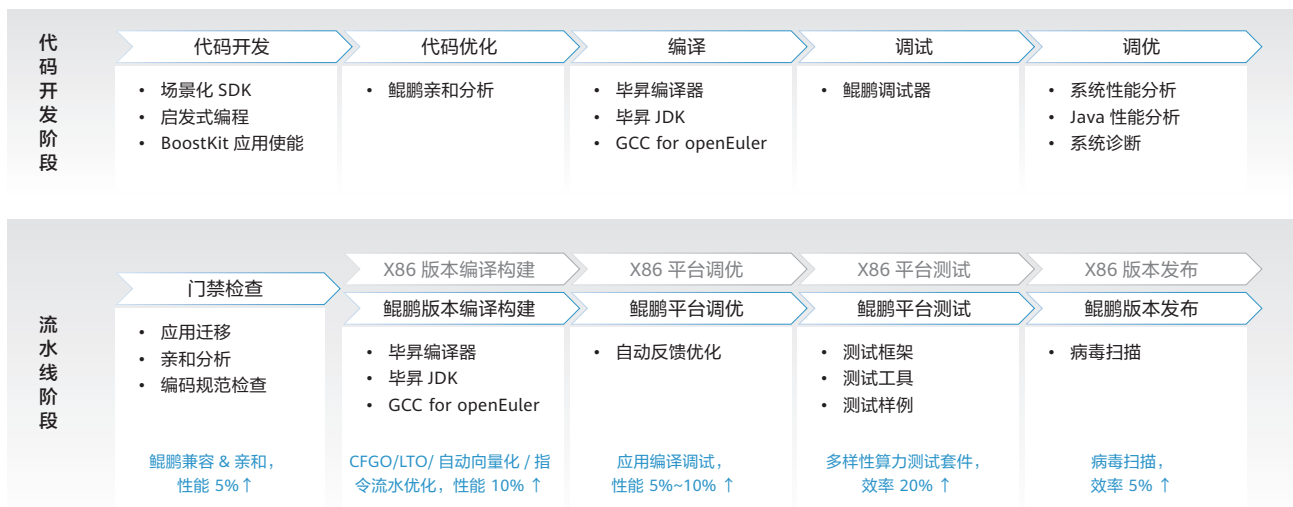 代码开发阶段
代码开发
代码优化
编译
调试
调优
• 场景化 SDK
• 启发式编程
• BoostKit 应用使能
• 鲲鹏亲和分析
• 毕昇编译器
• 毕昇 JDK
• GCC for openEuler
• 鲲鹏调试器
• 系统性能分析
• Java 性能分析
• 系统诊断
流水线阶段
门禁检查
X86 版本编译构建
X86 平台调优
X86 平台测试
X86 版本发布
鲲鹏版本编译构建
鲲鹏平台调优
鲲鹏平台测试
鲲鹏版本发布
• 应用迁移
• 亲和分析
• 编码规范检查
• 毕昇编译器
• 毕昇 JDK
• GCC for openEuler
• 自动反馈优化
• 测试框架
• 测试工具
• 测试样例
• 病毒扫描
鲲鹏兼容 & 亲和，
性能 5%↑
CFGO/LTO/ 自动向量化 / 指
令流水优化，性能 10% ↑
应用编译调试，
性能 5%~10% ↑
多样性算力测试套件，
效率 20% ↑
病毒扫描，
效率 5% ↑